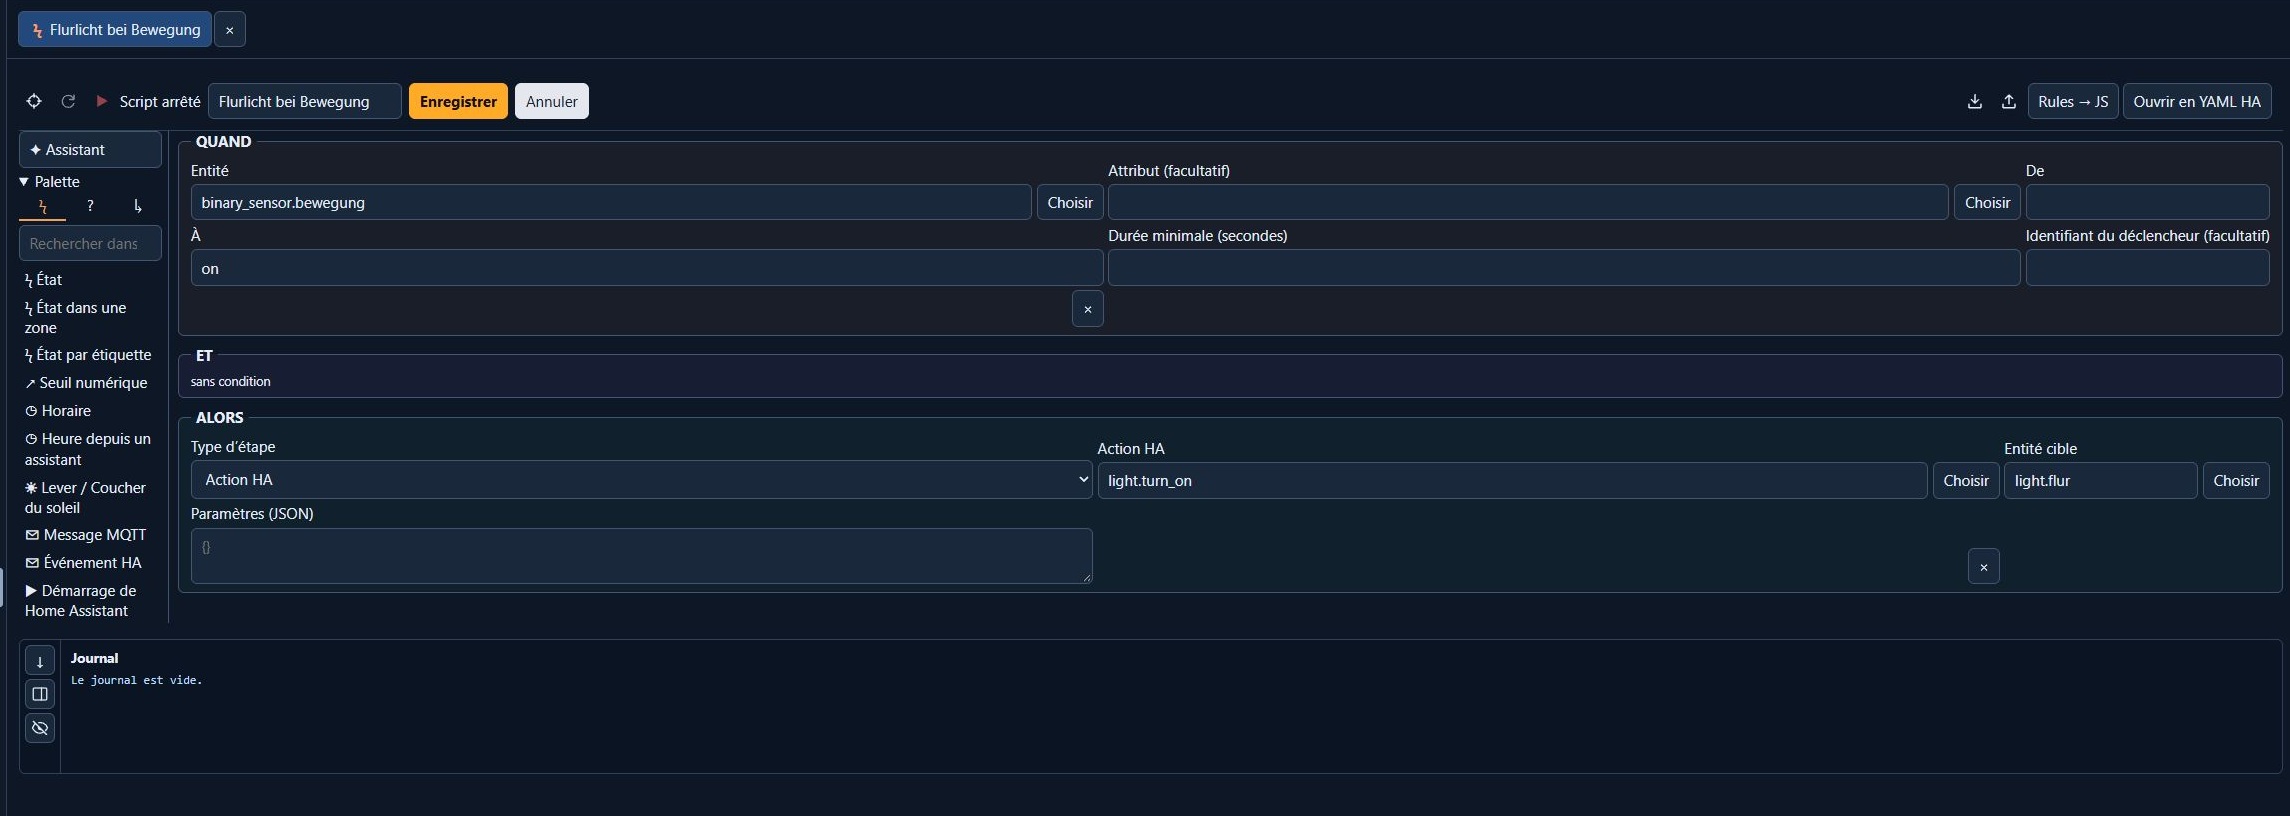 Flurlicht bei Bewegung ×
Script arrêté Flurlicht bei Bewegung Enregistrer Annuler Rules → JS Ouvrir en YAML HA
✦ Assistant
▼ Palette
?
Rechercher dans
État
État dans une
zone
État par étiquette
↗ Seuil numérique
Horaire
Heure depuis un
assistant
☀ Lever / Coucher
du soleil
Message MQTT
Événement HA
▶ Démarrage de
Home Assistant
QUAND
Entité Attribut (facultatif) De
binary_sensor.bewegung Choisir Choisir
À Durée minimale (secondes) Identifiant du déclencheur (facultatif)
on
×
ET
sans condition
ALORS
Type d'étape Action HA Entité cible
Action HA light.turn_on Choisir light.flur Choisir
Paramètres (JSON)
{}
×
↓ Journal
Le journal est vide.